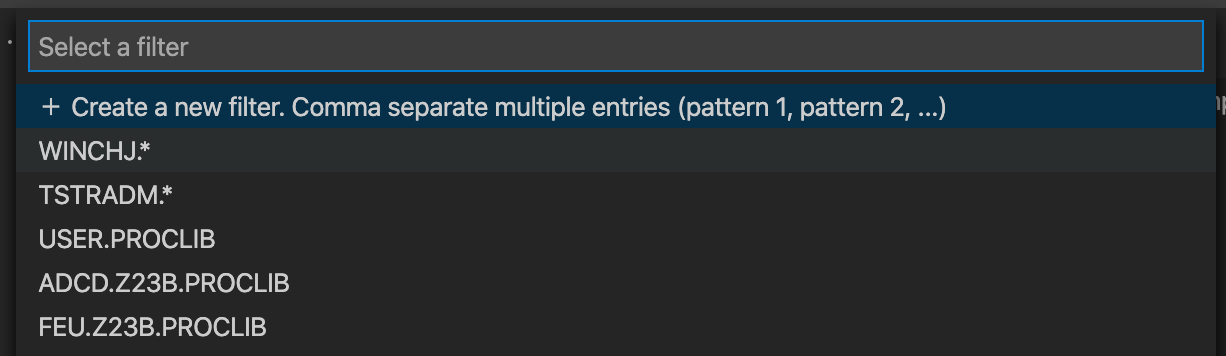 Select a filter
+ Create a new filter. Comma separate multiple entries (pattern 1, pattern 2, ...)
WINCHJ.*
TSTRADM.*
USER.PROCLIB
ADCD.Z23B.PROCLIB
FEU.Z23B.PROCLIB